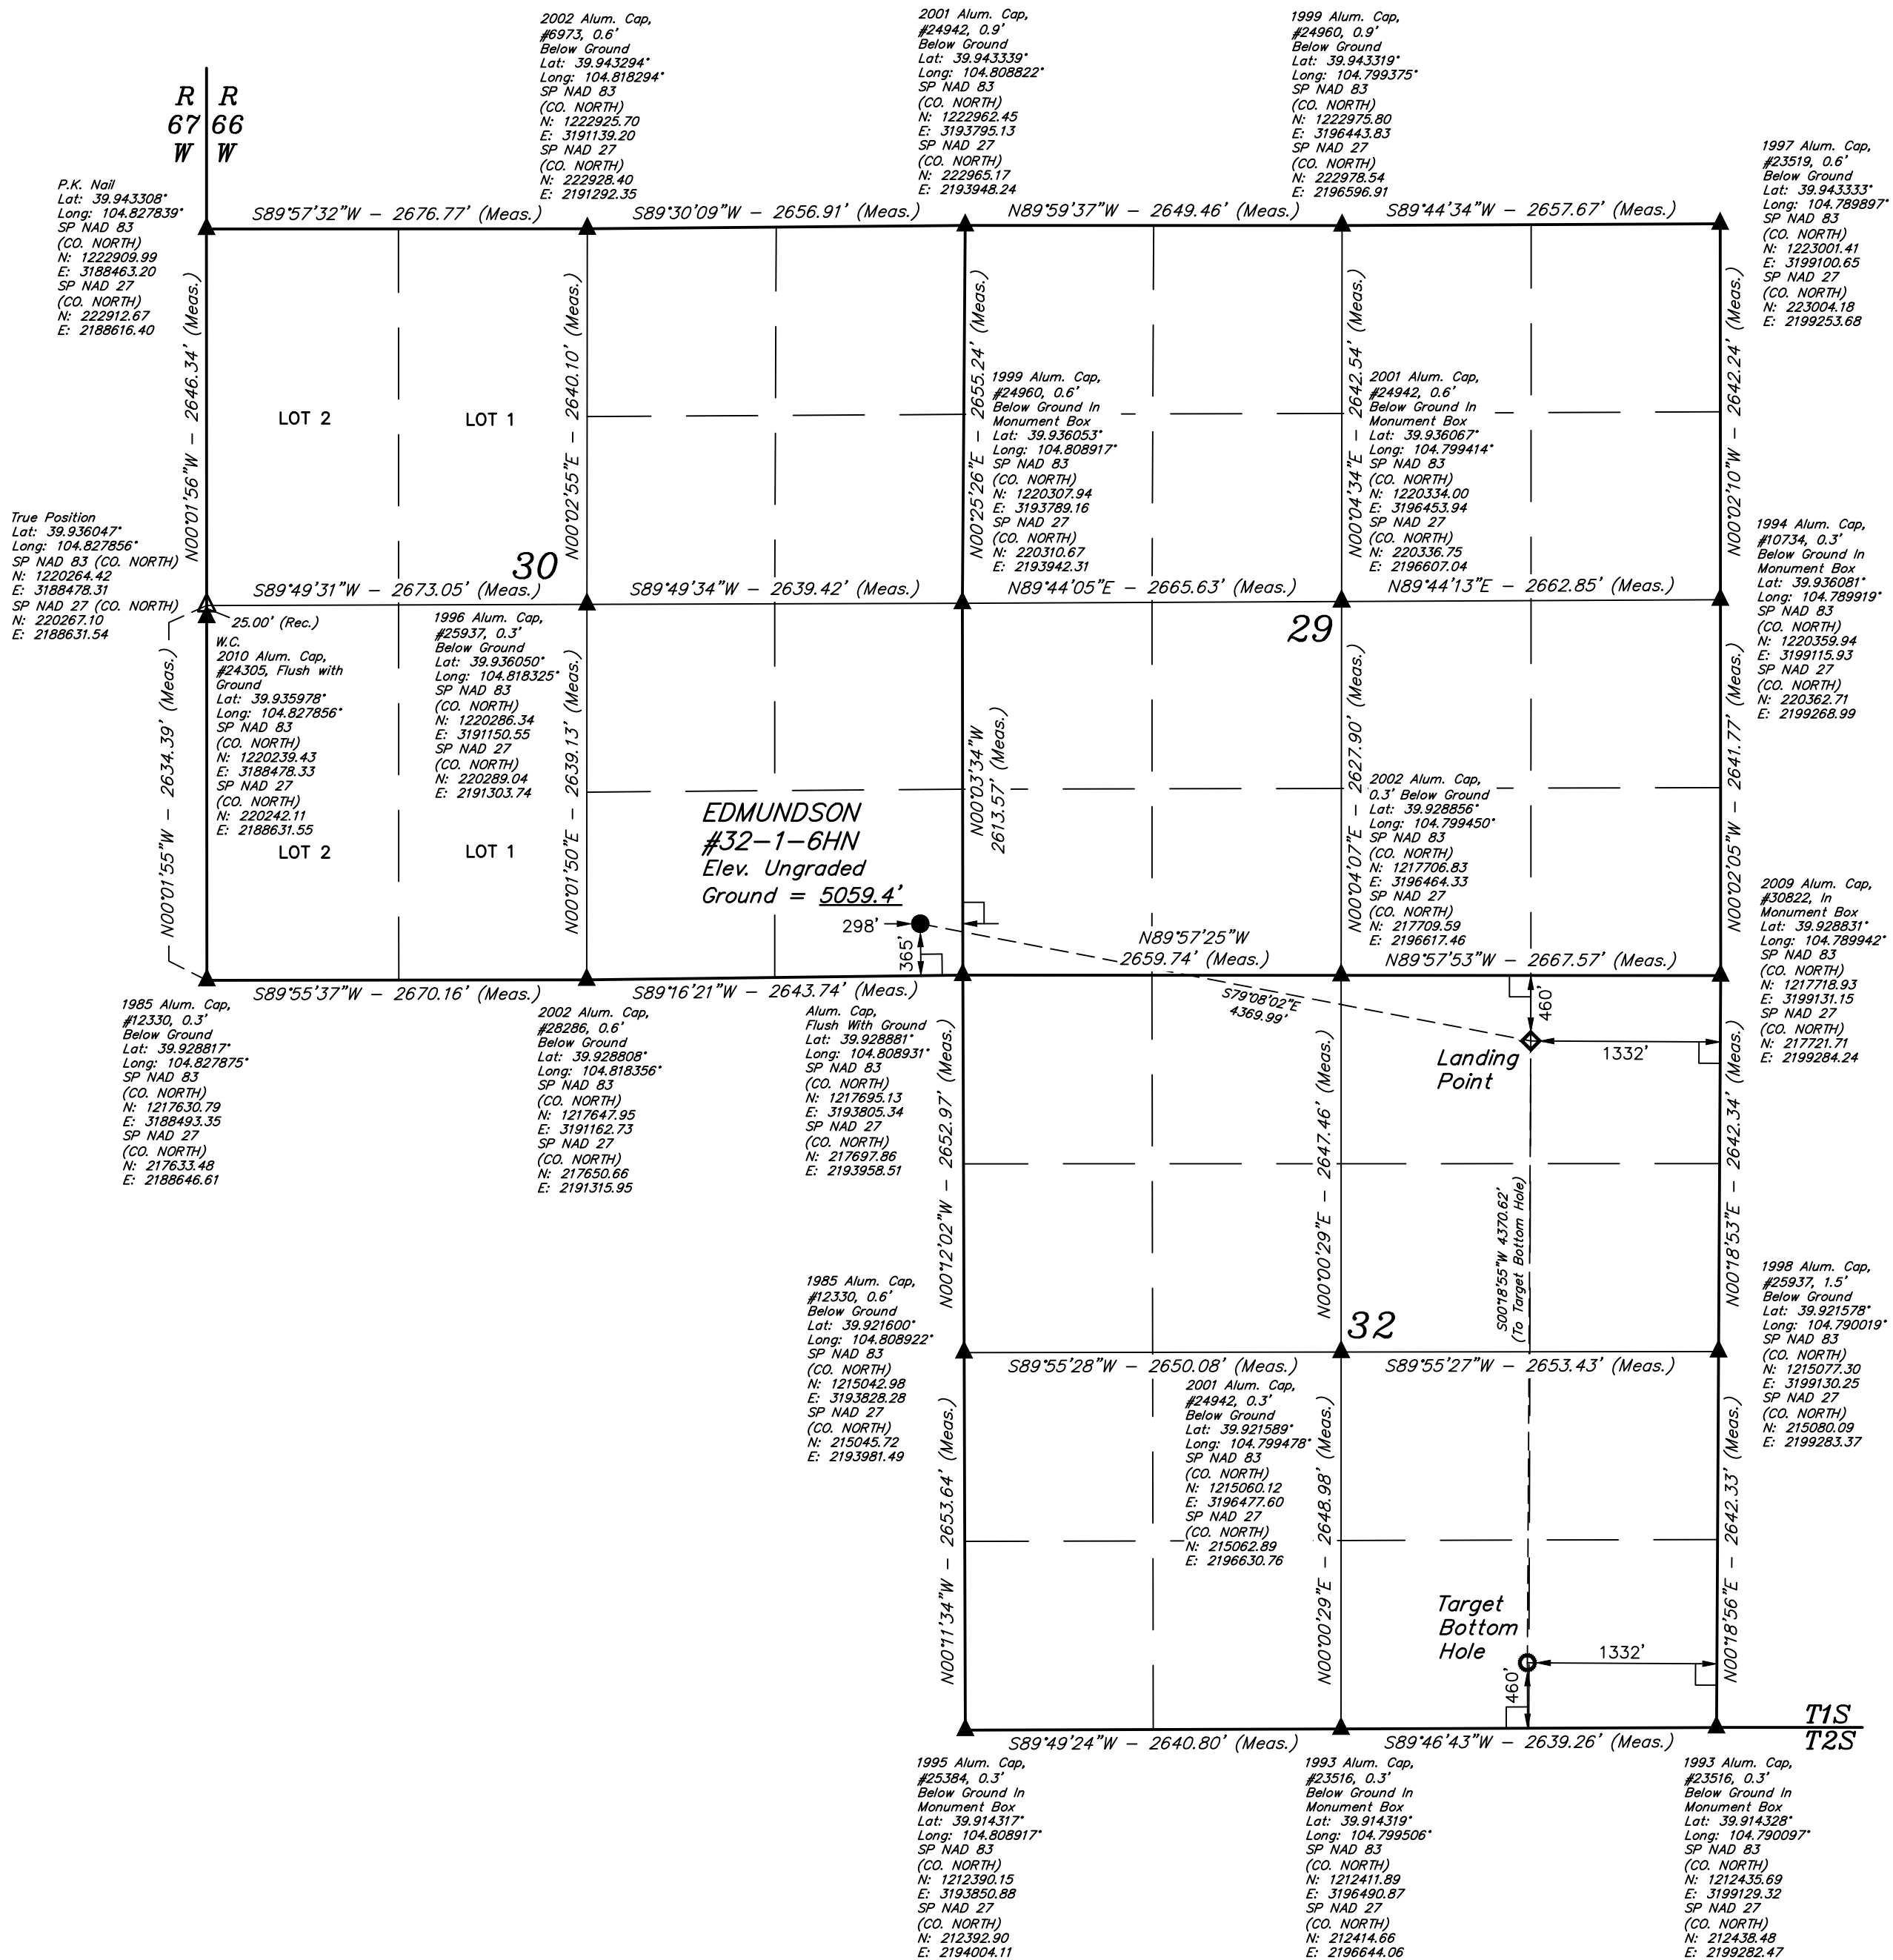 2002 Alum. Cap,
#6973, 0.6'
Below Ground
Lat: 39.943294°
Long: 104.818294°
SP NAD 83
(CO. NORTH)
N: 1222925.70
E: 3191139.20
SP NAD 27
(CO. NORTH)
N: 222928.40
E: 2191292.35
2001 Alum. Cap,
#24942, 0.9'
Below Ground
Lat: 39.943339°
Long: 104.808822°
SP NAD 83
(CO. NORTH)
N: 1222962.45
E: 3193795.13
SP NAD 27
(CO. NORTH)
N: 222965.17
E: 2193948.24
1999 Alum. Cap,
#24960, 0.9'
Below Ground
Lat: 39.943319°
Long: 104.799375°
SP NAD 83
(CO. NORTH)
N: 1222975.80
E: 3196443.83
SP NAD 27
(CO. NORTH)
N: 222978.54
E: 2196596.91
R R
67 66
W W
1997 Alum. Cap,
#23519, 0.6'
Below Ground
Lat: 39.943333°
Long: 104.789897°
SP NAD 83
(CO. NORTH)
N: 1223001.41
E: 3199100.65
SP NAD 27
(CO. NORTH)
N: 223004.18
E: 2199253.68
P.K. Nail
Lat: 39.943308°
Long: 104.827839°
SP NAD 83
(CO. NORTH)
N: 1222909.99
E: 3188463.20
SP NAD 27
(CO. NORTH)
N: 222912.67
E: 2188616.40
S89°57'32"W - 2676.77' (Meas.)
S89°30'09"W - 2656.91' (Meas.)
N89°59'37"W - 2649.46' (Meas.)
S89°44'34"W - 2657.67' (Meas.)
N00°01'56"W - 2646.34' (Meas.)
N00°02'55"E - 2640.10' (Meas.)
N00°25'26"E - 2655.24' (Meas.)
N00°04'34"E - 2642.54' (Meas.)
N00°02'10"W - 2642.24' (Meas.)
LOT 2
LOT 1
1999 Alum. Cap,
#24960, 0.6'
Below Ground In
Monument Box
Lat: 39.936053°
Long: 104.808917°
SP NAD 83
(CO. NORTH)
N: 1220307.94
E: 3193789.16
SP NAD 27
(CO. NORTH)
N: 220310.67
E: 2193942.31
2001 Alum. Cap,
#24942, 0.6'
Below Ground In
Monument Box
Lat: 39.936067°
Long: 104.799414°
SP NAD 83
(CO. NORTH)
N: 1220334.00
E: 3196453.94
SP NAD 27
(CO. NORTH)
N: 220336.75
E: 2196607.04
True Position
Lat: 39.936047°
Long: 104.827856°
SP NAD 83 (CO. NORTH)
N: 1220264.42
E: 3188478.31
SP NAD 27 (CO. NORTH)
N: 220267.10
E: 2188631.54
1994 Alum. Cap,
#10734, 0.3'
Below Ground In
Monument Box
Lat: 39.936081°
Long: 104.789919°
SP NAD 83
(CO. NORTH)
N: 1220359.94
E: 3199115.93
SP NAD 27
(CO. NORTH)
N: 220362.71
E: 2199268.99
30
S89°49'31"W - 2673.05' (Meas.)
S89°49'34"W - 2639.42' (Meas.)
N89°44'05"E - 2665.63' (Meas.)
N89°44'13"E - 2662.85' (Meas.)
29
25.00' (Rec.)
W.C.
2010 Alum. Cap,
#24305, Flush with
Ground
Lat: 39.935978°
Long: 104.827856°
SP NAD 83
(CO. NORTH)
N: 1220239.43
E: 3188478.33
SP NAD 27
(CO. NORTH)
N: 220242.11
E: 2188631.55
1996 Alum. Cap,
#25937, 0.3'
Below Ground
Lat: 39.936050°
Long: 104.818325°
SP NAD 83
(CO. NORTH)
N: 1220286.34
E: 3191150.55
SP NAD 27
(CO. NORTH)
N: 220289.04
E: 2191303.74
N00°01'55"W - 2634.39' (Meas.)
N00°01'50"E - 2639.13' (Meas.)
N00°03'34"W
2613.57' (Meas.)
N00°04'07"E - 2627.90' (Meas.)
N00°02'05"W - 2641.77' (Meas.)
2002 Alum. Cap,
0.3' Below Ground
Lat: 39.928856°
Long: 104.799450°
SP NAD 83
(CO. NORTH)
N: 1217706.83
E: 3196464.33
SP NAD 27
(CO. NORTH)
N: 217709.59
E: 2196617.46
LOT 2
LOT 1
EDMUNDSON
#32-1-6HN
Elev. Ungraded
Ground = 5059.4'
298'
365'
2009 Alum. Cap,
#30822, In
Monument Box
Lat: 39.928831°
Long: 104.789942°
SP NAD 83
(CO. NORTH)
N: 1217718.93
E: 3199131.15
SP NAD 27
(CO. NORTH)
N: 217721.71
E: 2199284.24
S89°55'37"W - 2670.16' (Meas.)
S89°16'21"W - 2643.74' (Meas.)
N89°57'25"W
2659.74' (Meas.)
N89°57'53"W - 2667.57' (Meas.)
S79°08'02"E
4369.99'
460'
1332'
Landing
Point
1985 Alum. Cap,
#12330, 0.3'
Below Ground
Lat: 39.928817°
Long: 104.827875°
SP NAD 83
(CO. NORTH)
N: 1217630.79
E: 3188493.35
SP NAD 27
(CO. NORTH)
N: 217633.48
E: 2188646.61
2002 Alum. Cap,
#28286, 0.6'
Below Ground
Lat: 39.928808°
Long: 104.818356°
SP NAD 83
(CO. NORTH)
N: 1217647.95
E: 3191162.73
SP NAD 27
(CO. NORTH)
N: 217650.66
E: 2191315.95
Alum. Cap,
Flush With Ground
Lat: 39.928881°
Long: 104.808931°
SP NAD 83
(CO. NORTH)
N: 1217695.13
E: 3193805.34
SP NAD 27
(CO. NORTH)
N: 217697.86
E: 2193958.51
N00°12'02"W - 2652.97' (Meas.)
N00°00'29"E - 2647.46' (Meas.)
S00°18'55"W 4370.62'
(To Target Bottom Hole)
N00°18'53"E - 2642.34' (Meas.)
1985 Alum. Cap,
#12330, 0.6'
Below Ground
Lat: 39.921600°
Long: 104.808922°
SP NAD 83
(CO. NORTH)
N: 1215042.98
E: 3193828.28
SP NAD 27
(CO. NORTH)
N: 215045.72
E: 2193981.49
32
1998 Alum. Cap,
#25937, 1.5'
Below Ground
Lat: 39.921578°
Long: 104.790019°
SP NAD 83
(CO. NORTH)
N: 1215077.30
E: 3199130.25
SP NAD 27
(CO. NORTH)
N: 215080.09
E: 2199283.37
S89°55'28"W - 2650.08' (Meas.)
S89°55'27"W - 2653.43' (Meas.)
2001 Alum. Cap,
#24942, 0.3'
Below Ground
Lat: 39.921589°
Long: 104.799478°
SP NAD 83
(CO. NORTH)
N: 1215060.12
E: 3196477.60
SP NAD 27
(CO. NORTH)
N: 215062.89
E: 2196630.76
N00°11'34"W - 2653.64' (Meas.)
N00°00'29"E - 2648.98' (Meas.)
N00°18'56"E - 2642.33' (Meas.)
Target
Bottom
Hole
1332'
460'
T1S
T2S
S89°49'24"W - 2640.80' (Meas.)
S89°46'43"W - 2639.26' (Meas.)
1995 Alum. Cap,
#25384, 0.3'
Below Ground In
Monument Box
Lat: 39.914317°
Long: 104.808917°
SP NAD 83
(CO. NORTH)
N: 1212390.15
E: 3193850.88
SP NAD 27
(CO. NORTH)
N: 212392.90
E: 2194004.11
1993 Alum. Cap,
#23516, 0.3'
Below Ground In
Monument Box
Lat: 39.914319°
Long: 104.799506°
SP NAD 83
(CO. NORTH)
N: 1212411.89
E: 3196490.87
SP NAD 27
(CO. NORTH)
N: 212414.66
E: 2196644.06
1993 Alum. Cap,
#23516, 0.3'
Below Ground In
Monument Box
Lat: 39.914328°
Long: 104.790097°
SP NAD 83
(CO. NORTH)
N: 1212435.69
E: 3199129.32
SP NAD 27
(CO. NORTH)
N: 212438.48
E: 2199282.47